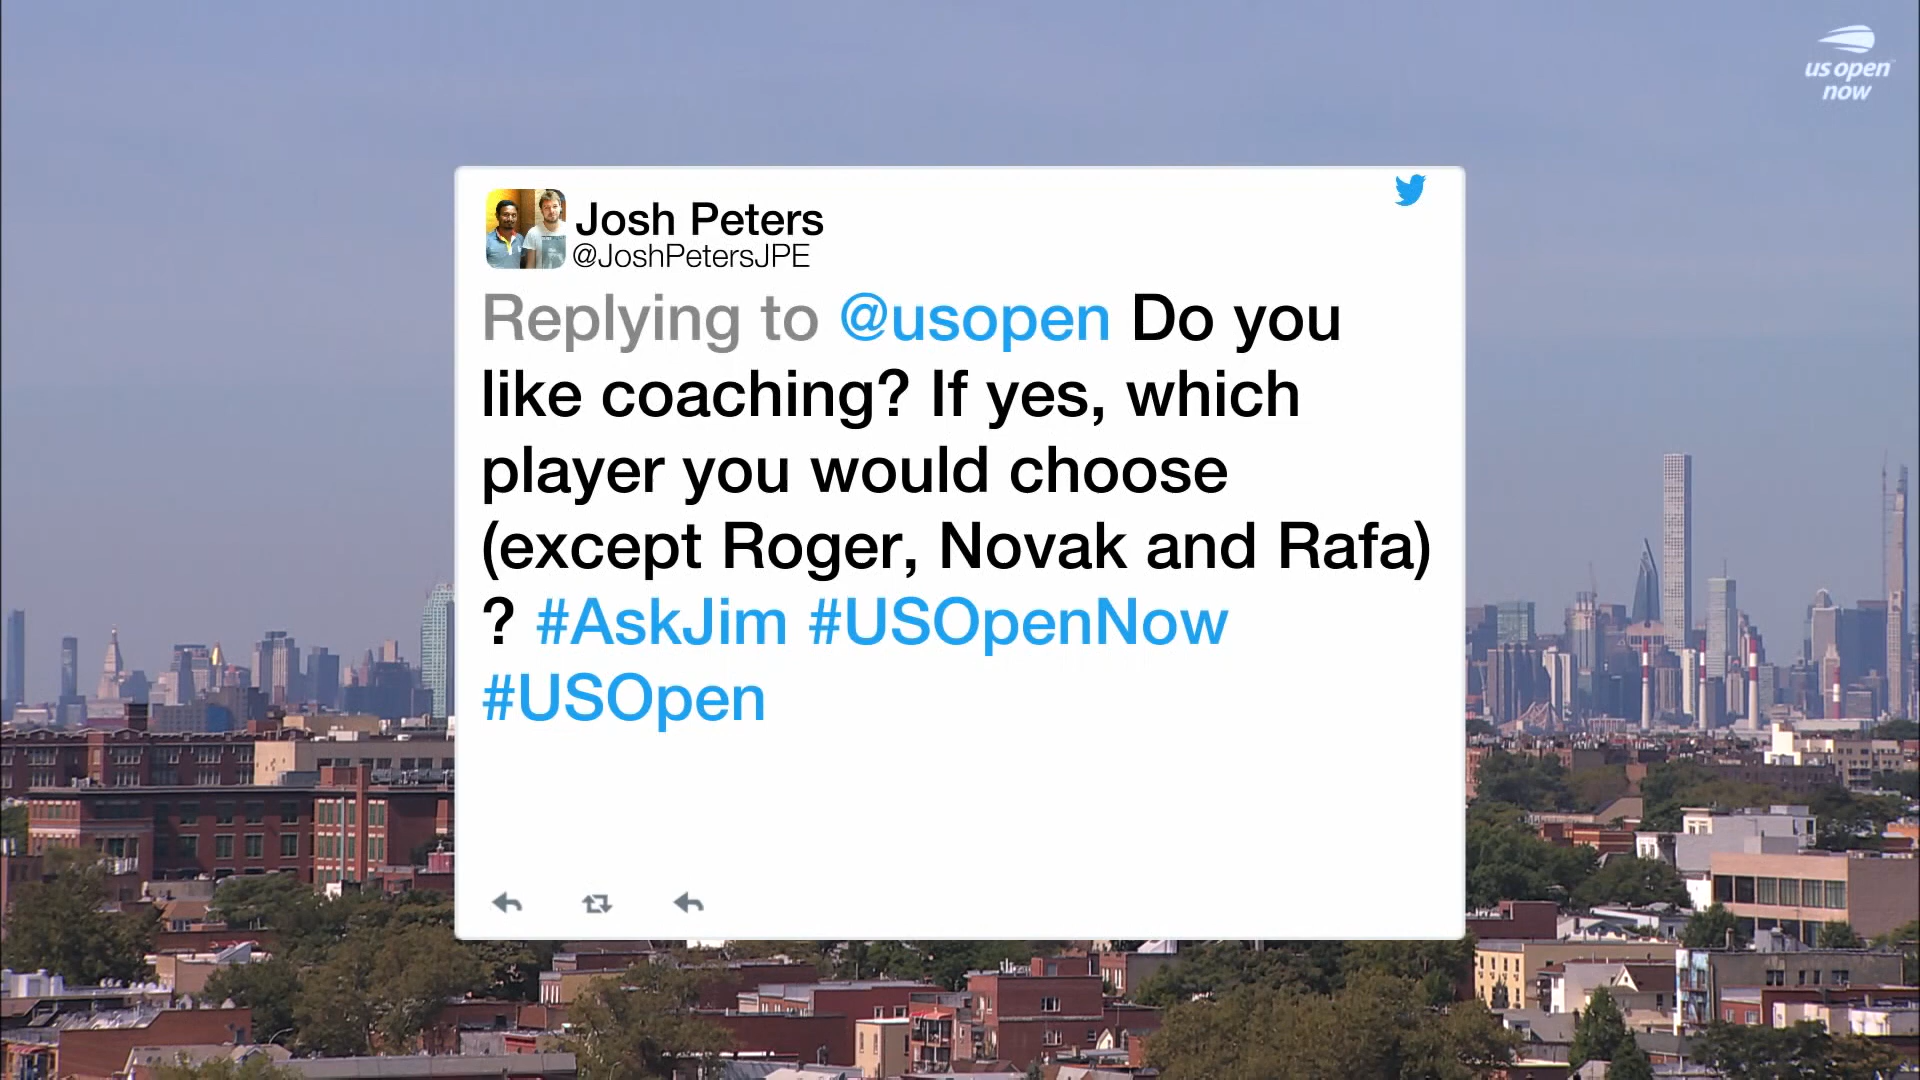 us open
now
Josh Peters
@JoshPetersJPE
Replying to @usopen Do you
like coaching? If yes, which
player you would choose
(except Roger, Novak and Rafa)
? #AskJim #USOpenNow
#USOpen